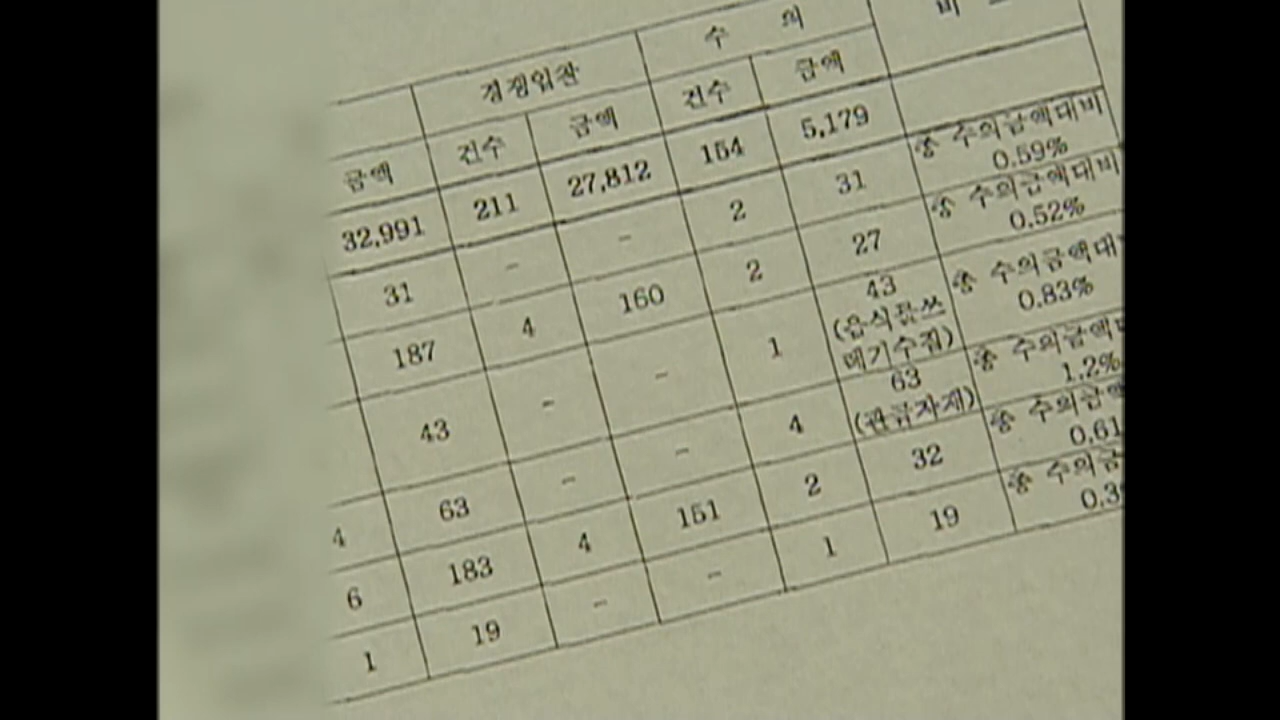 경쟁입찰 수 의 비
금액 건수 금액 건수 금액
32,991 211 27,812 154 5,179
31 - - 2 31 총 수의금액대비 0.59%
187 4 160 2 27 총 수의금액대비 0.52%
43 - - 1 43 총 수의금액대 0.83%
(음식물쓰
레기수집)
4 63 - - 4 63 총 수의금액 1.2%
(관급자재)
6 183 4 151 2 32 총 수의금액 0.61
1 19 - - 1 19 총 수의금 0.3